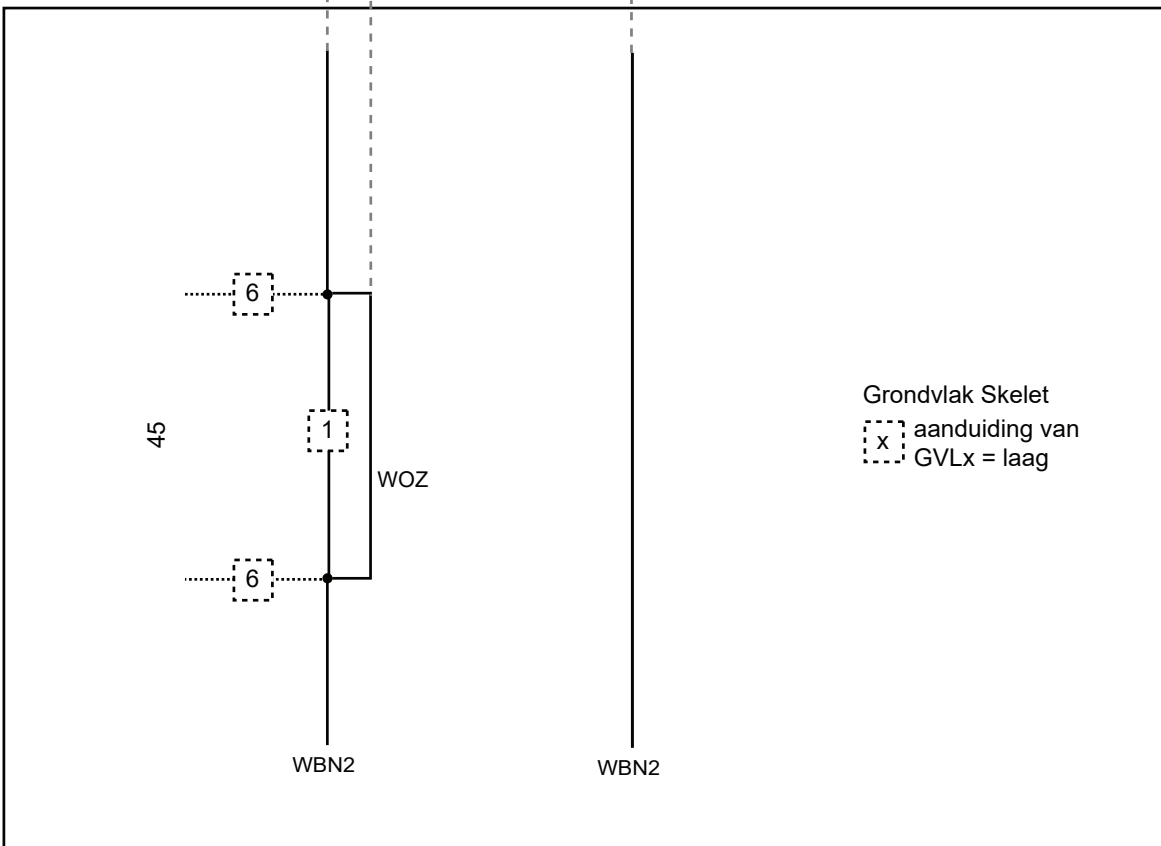 6
Grondvlak Skelet
x aanduiding van
GVLx = laag
45
1
WOZ
6
WBN2
WBN2